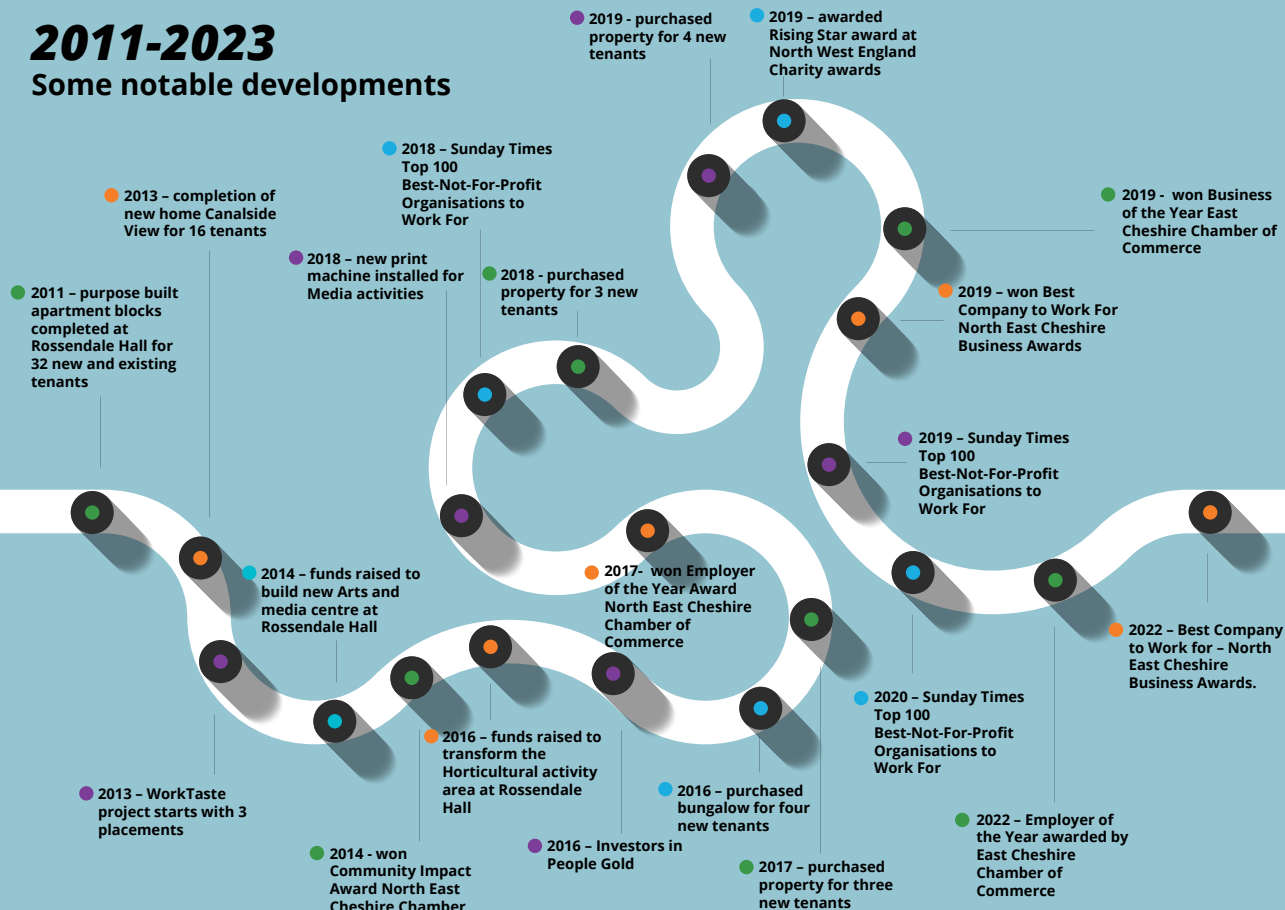 2011-2023
Some notable developments
2011 – purpose built
apartment blocks
completed at
Rossendale Hall for
32 new and existing
tenants
2013 – completion of
new home Canalside
View for 16 tenants
2013 – WorkTaste
project starts with 3
placements
2014 – funds raised to
build new Arts and
media centre at
Rossendale Hall
2014 - won
Community Impact
Award North East
Cheshire Chamber
2016 – funds raised to
transform the
Horticultural activity
area at Rossendale
Hall
2016 – Investors in
People Gold
2016 – purchased
bungalow for four
new tenants
2017 – purchased
property for three
new tenants
2017-  won Employer
of the Year Award
North East Cheshire
Chamber of
Commerce
2018 – new print
machine installed for
Media activities
2018 – Sunday Times
Top 100
Best-Not-For-Profit
Organisations to
Work For
2018 - purchased
property for 3 new
tenants
2019 - purchased
property for 4 new
tenants
2019 – awarded
Rising Star award at
North West England
Charity awards
2019 -  won Business
of the Year East
Cheshire Chamber of
Commerce
2019 – won Best
Company to Work For
North East Cheshire
Business Awards
2019 – Sunday Times
Top 100
Best-Not-For-Profit
Organisations to
Work For
2020 – Sunday Times
Top 100
Best-Not-For-Profit
Organisations to
Work For
2022 – Employer of
the Year awarded by
East Cheshire
Chamber of
Commerce
2022 – Best Company
to Work for – North
East Cheshire
Business Awards.